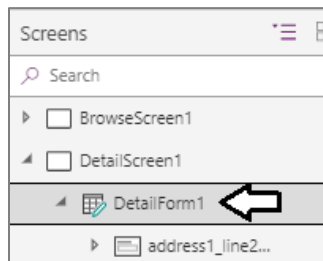 Screens
Search
BrowseScreen1
DetailScreen1
DetailForm1
address1_line2...